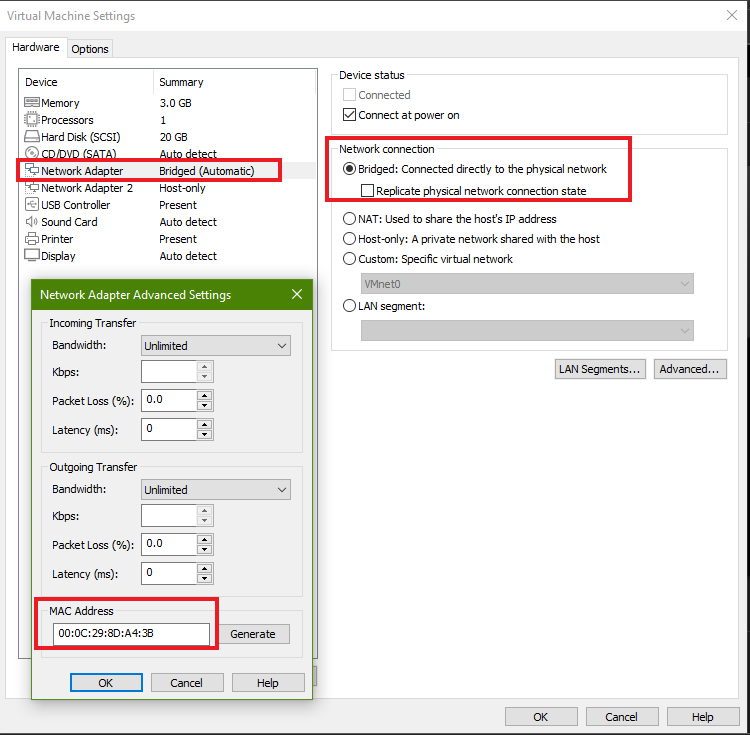 Virtual Machine Settings
Hardware Options
Device Summary
Memory 3.0 GB
Processors 1
Hard Disk (SCSI) 20 GB
CD/DVD (SATA) Auto detect
Network Adapter Bridged (Automatic)
Network Adapter 2 Host-only
USB Controller Present
Sound Card Auto detect
Printer Present
Display Auto detect
Device status
Connected
Connect at power on
Network connection
Bridged: Connected directly to the physical network
Replicate physical network connection state
NAT: Used to share the host's IP address
Host-only: A private network shared with the host
Custom: Specific virtual network
VMnet0
LAN segment:
LAN Segments... Advanced...
Network Adapter Advanced Settings
Incoming Transfer
Bandwidth: Unlimited
Kbps:
Packet Loss (%): 0.0
Latency (ms): 0
Outgoing Transfer
Bandwidth: Unlimited
Kbps:
Packet Loss (%): 0.0
Latency (ms): 0
MAC Address
00:0C:29:8D:A4:3B Generate
OK Cancel Help
OK Cancel Help